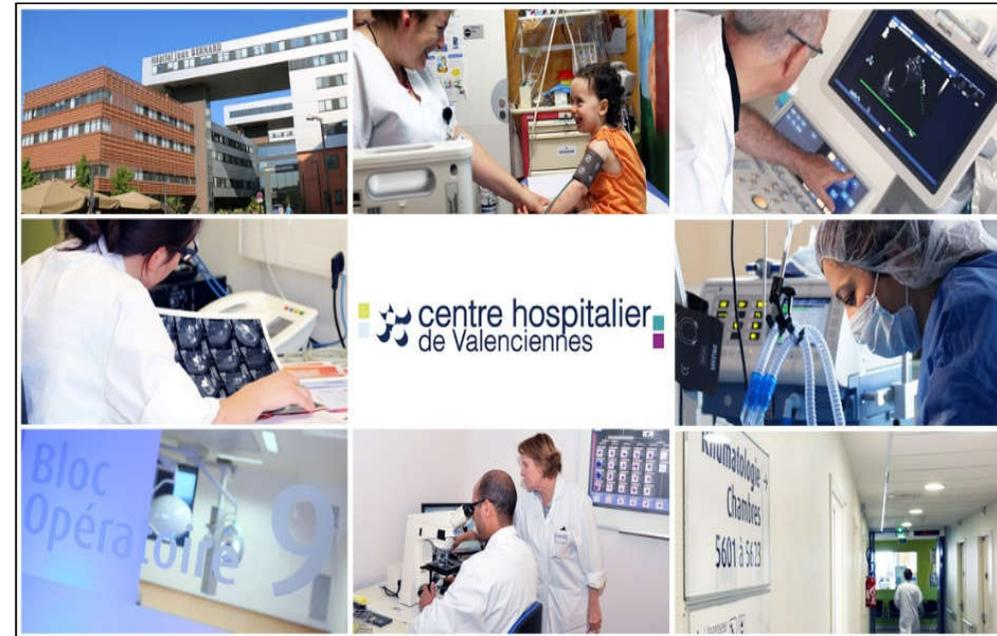 HÔPITAL Jean BERNARD
centre hospitalier
de Valenciennes
Bloc
Opératoire 9
Rhumatologie →
Chambres
5601 à 5623